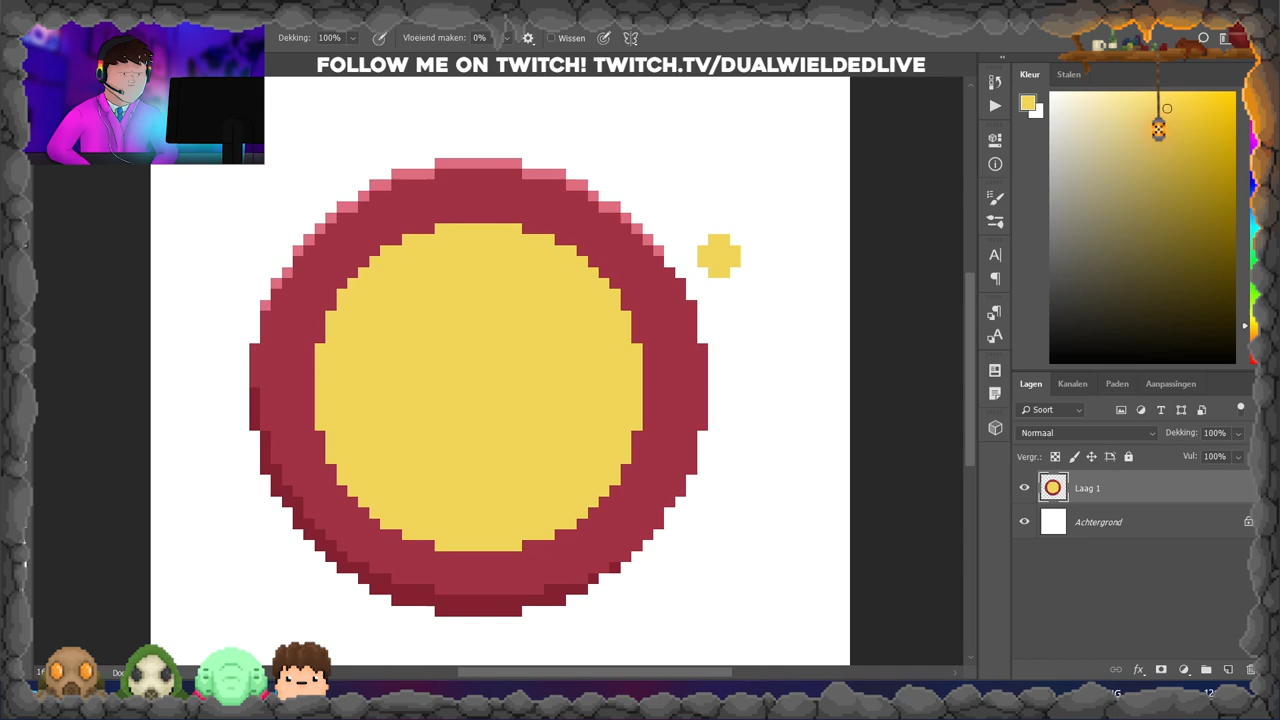 Dekking: 100% Vloeiend maken: 0% Wissen
FOLLOW ME ON TWITCH! TWITCH.TV/DUALWIELDEDLIVE
Kleur Stalen
Lagen Kanalen Paden Aanpassingen
Soort
Normaal Dekking: 100%
Vergr.: Vul: 100%
Laag 1
Achtergrond